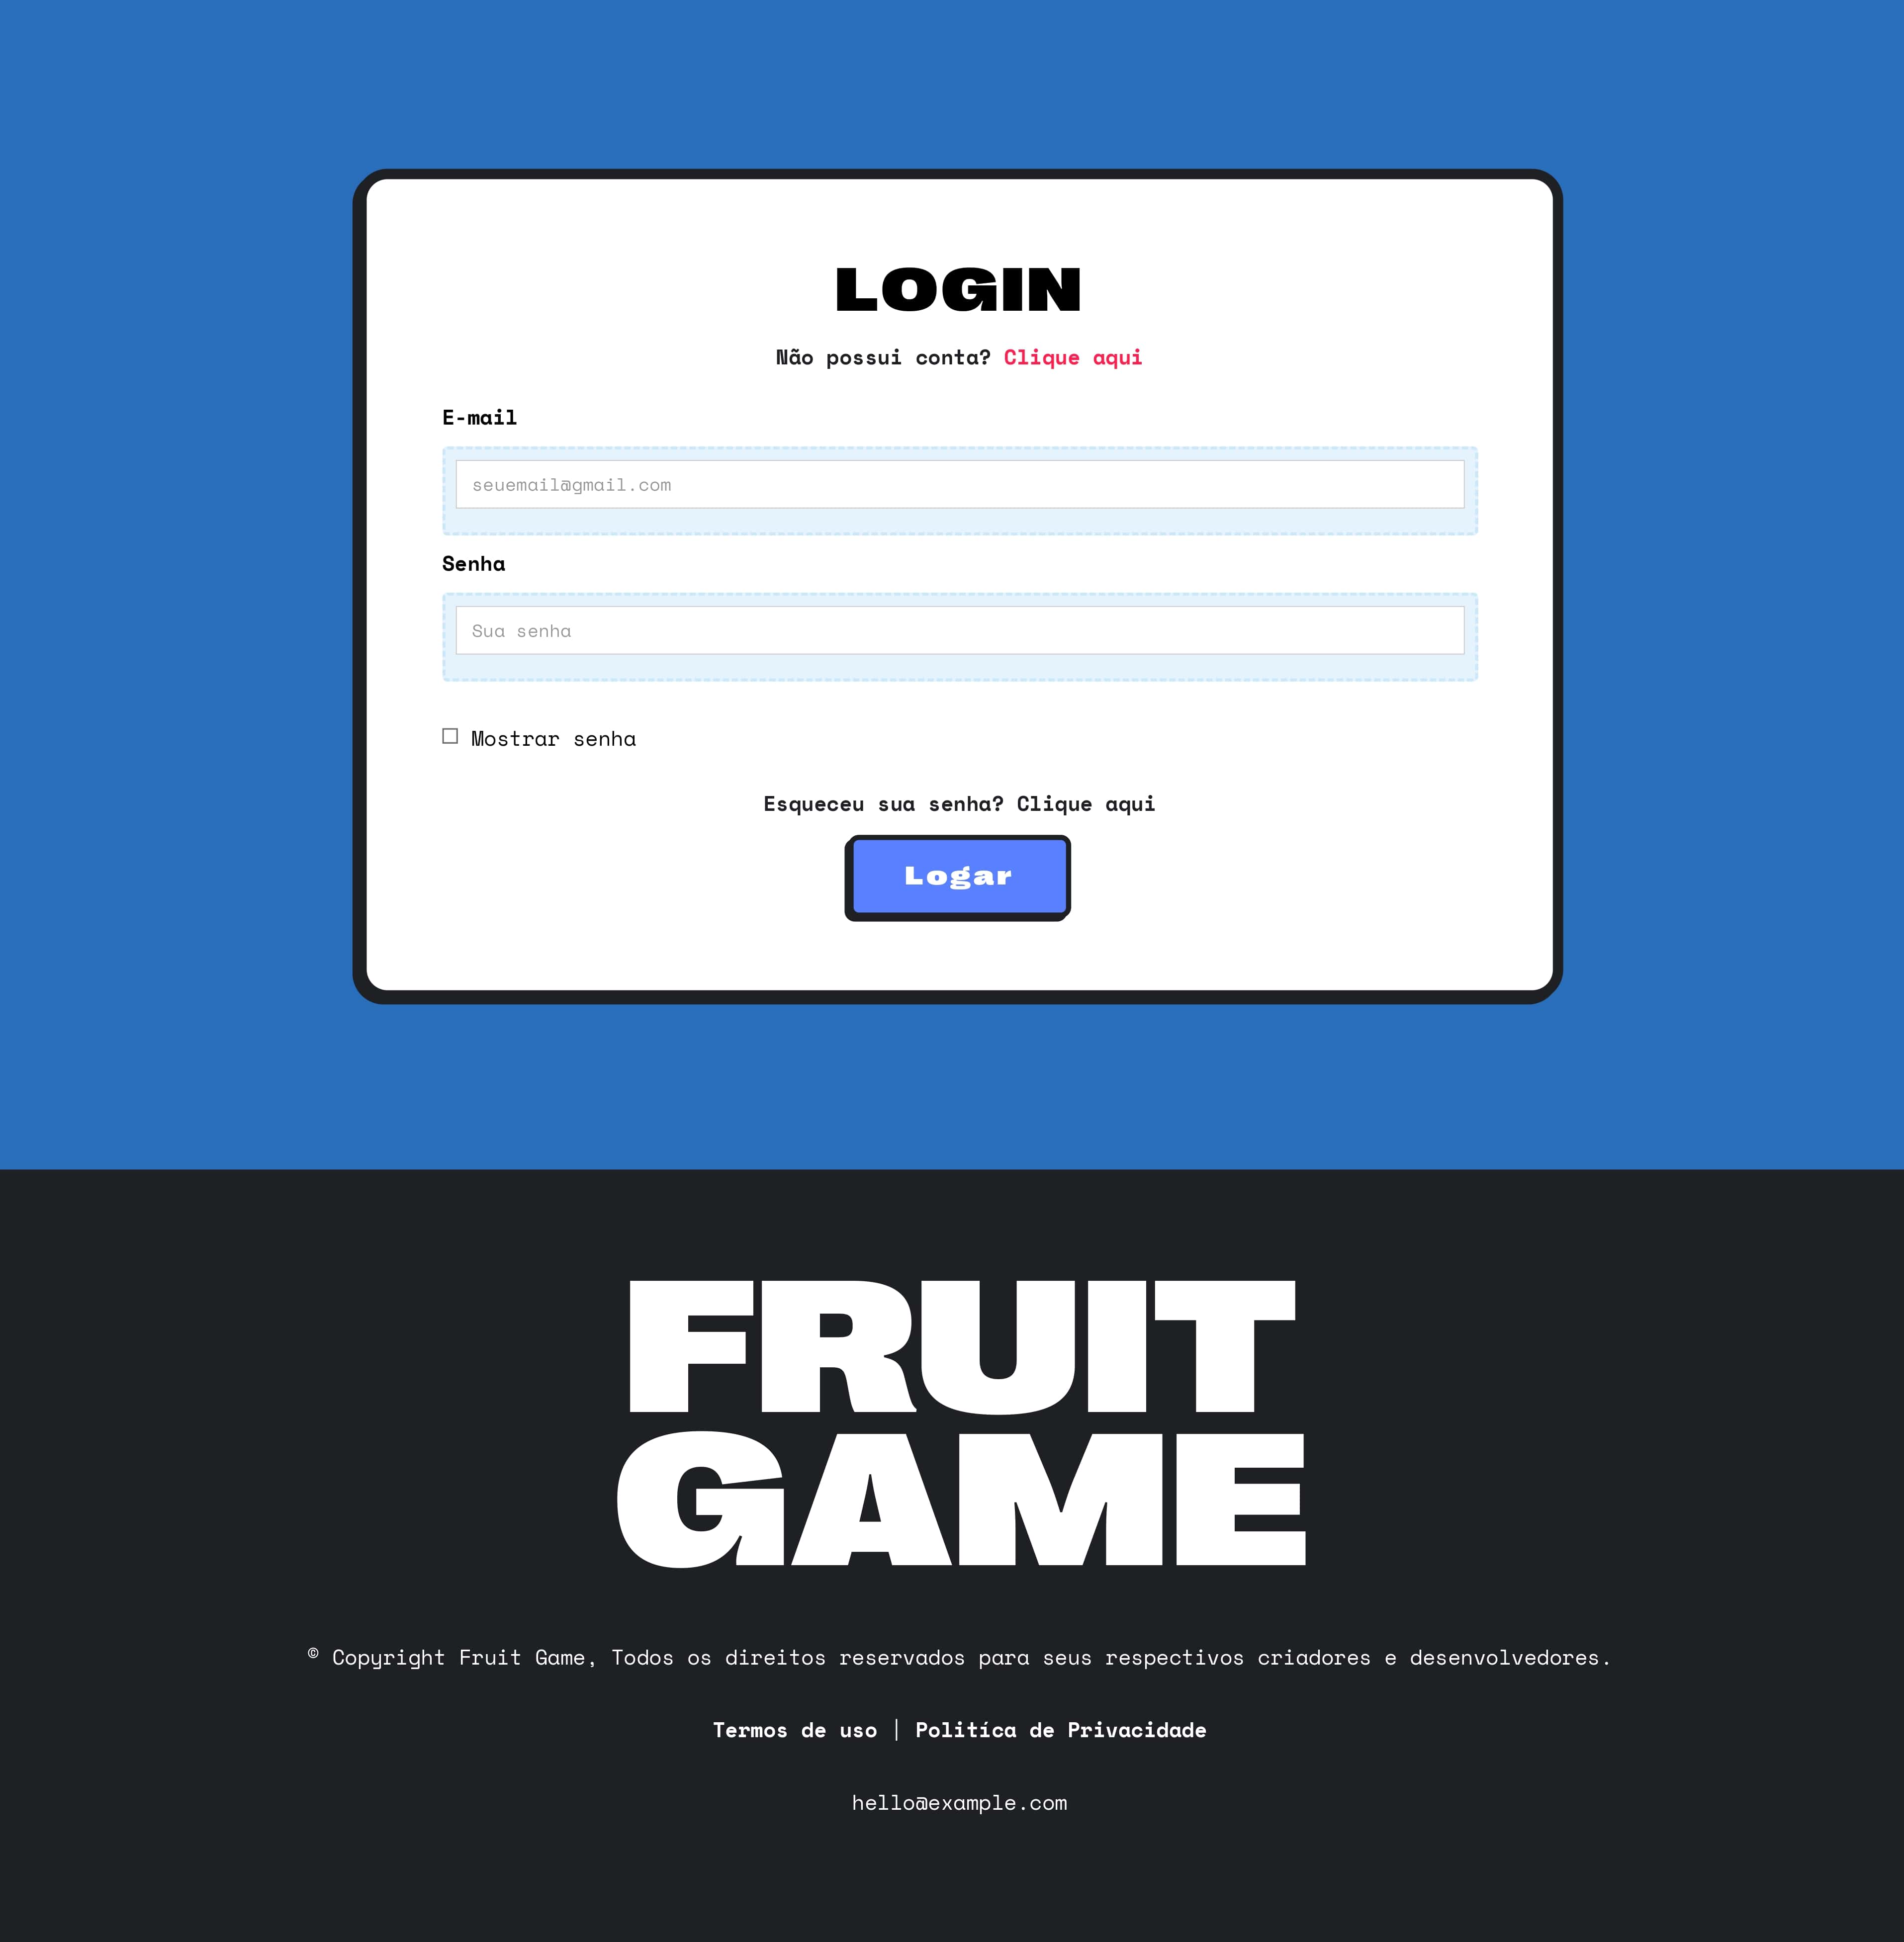 LOGIN
Não possui conta? Clique aqui
E-mail
seuemail@gmail.com
Senha
Sua senha
Mostrar senha
Esqueceu sua senha? Clique aqui
Logar
FRUIT
GAME
© Copyright Fruit Game, Todos os direitos reservados para seus respectivos criadores e desenvolvedores.
Termos de uso | Politíca de Privacidade
hello@example.com